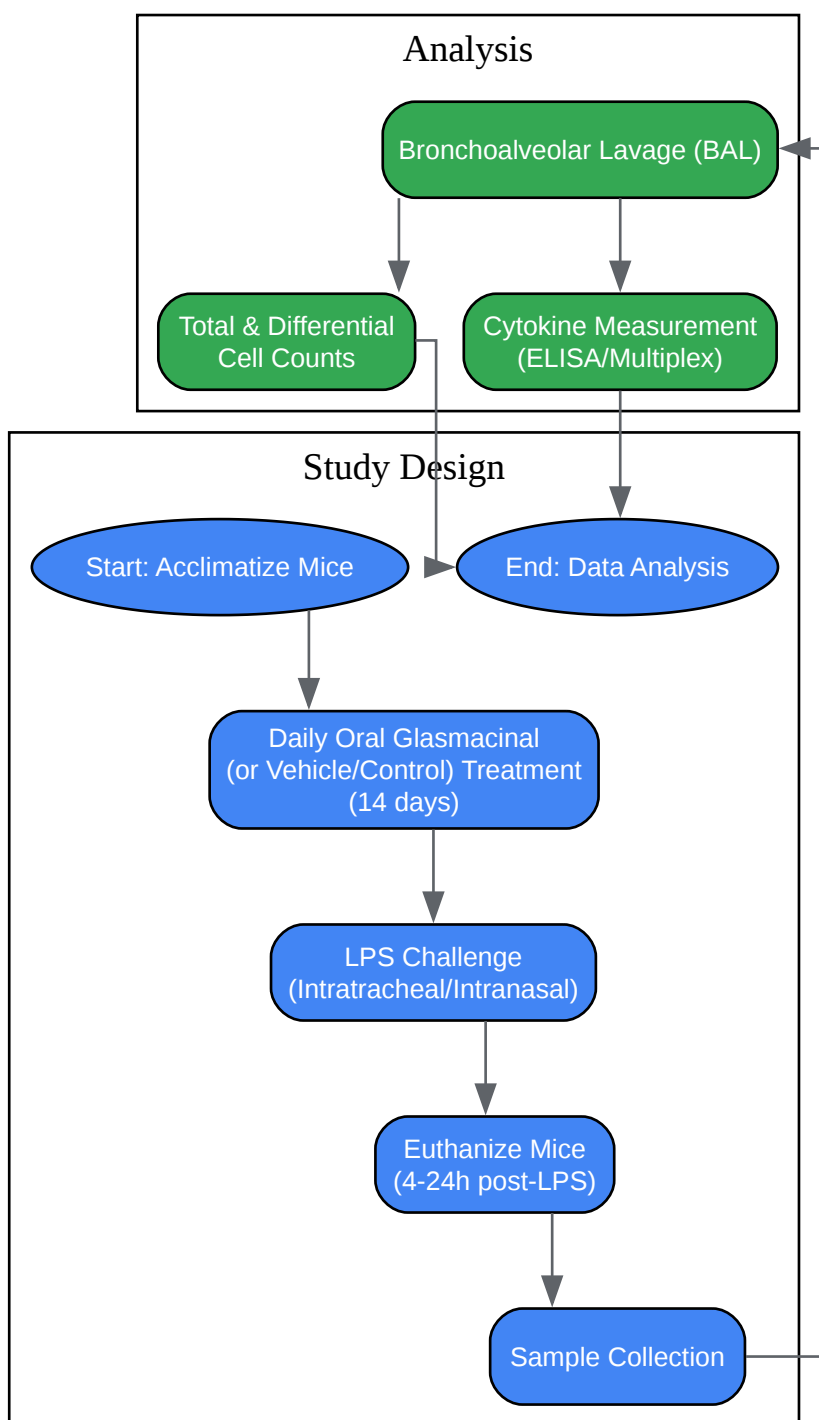 Analysis
Bronchoalveolar Lavage (BAL)
Total & Differential
Cell Counts
Cytokine Measurement
(ELISA/Multiplex)
Study Design
Start: Acclimatize Mice
End: Data Analysis
Daily Oral Glasmacinal
(or Vehicle/Control) Treatment
(14 days)
LPS Challenge
(Intratracheal/Intranasal)
Euthanize Mice
(4-24h post-LPS)
Sample Collection